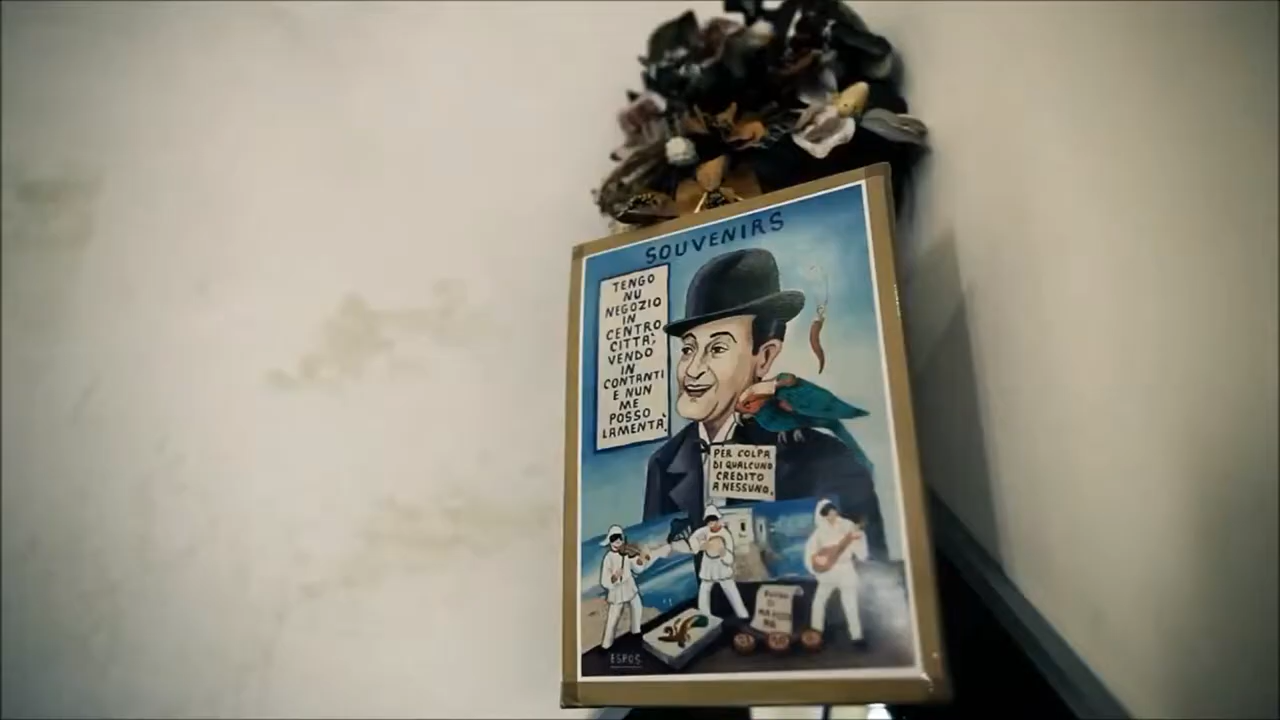 SOUVENIRS
TENGO
NU
NEGOZIO
IN
CENTRO
CITTA',
VENDO
IN
CONTANTI
E NUN
ME
POSSO
LAMENTA'.
PER COLPA
DI QUALCUNO
CREDITO
A NESSUNO.
ESPOS.